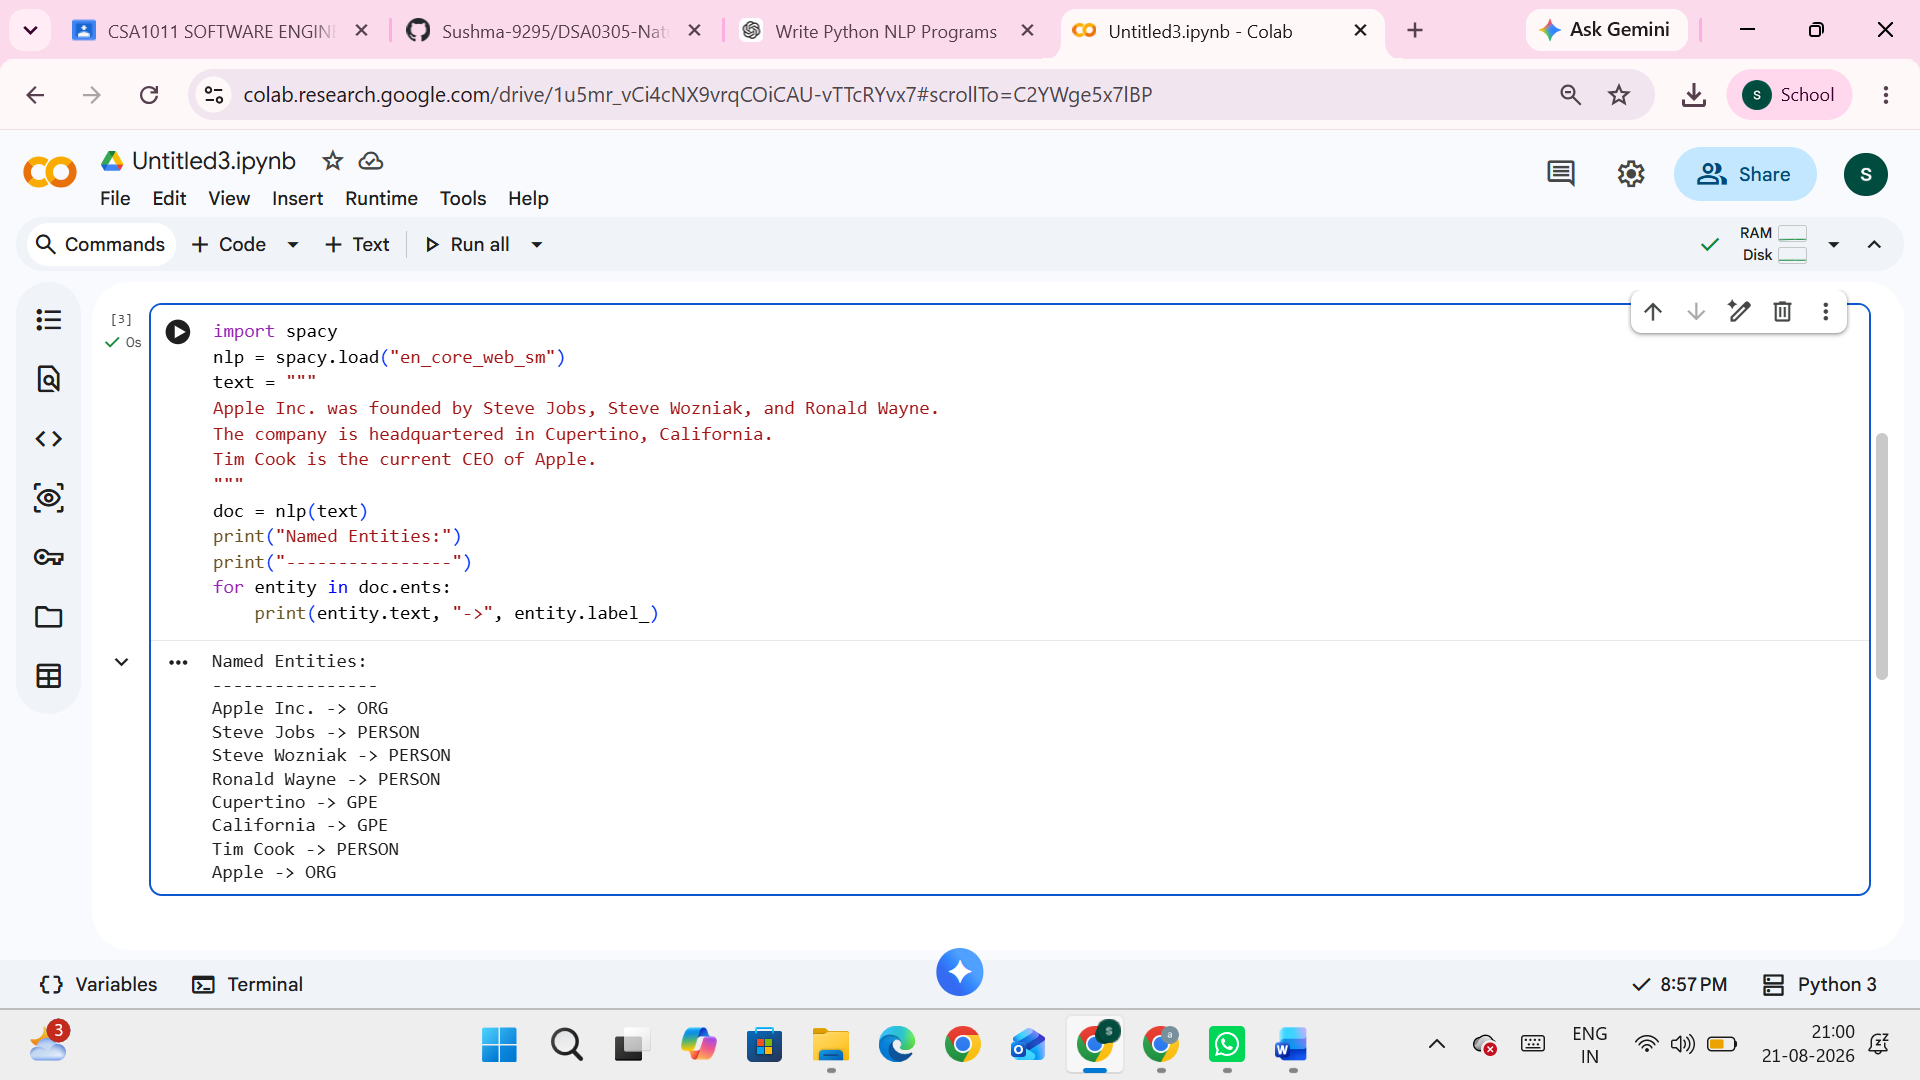 CSA1011 SOFTWARE ENGIN
Sushma-9295/DSA0305-Nat
Write Python NLP Programs
Untitled3.ipynb - Colab
Ask Gemini
colab.research.google.com/drive/1u5mr_vCi4cNX9vrqCOiCAU-vTTcRYvx7#scrollTo=C2YWge5x7lBP
S School
Untitled3.ipynb
Share
S
File Edit View Insert Runtime Tools Help
Commands + Code + Text Run all
RAM
Disk
[3]
0s
import spacy
nlp = spacy.load("en_core_web_sm")
text = """
Apple Inc. was founded by Steve Jobs, Steve Wozniak, and Ronald Wayne.
The company is headquartered in Cupertino, California.
Tim Cook is the current CEO of Apple.
"""
doc = nlp(text)
print("Named Entities:")
print("----------------")
for entity in doc.ents:
    print(entity.text, "->", entity.label_)
Named Entities:
----------------
Apple Inc. -> ORG
Steve Jobs -> PERSON
Steve Wozniak -> PERSON
Ronald Wayne -> PERSON
Cupertino -> GPE
California -> GPE
Tim Cook -> PERSON
Apple -> ORG
Variables Terminal
8:57 PM Python 3
3
ENG
IN
21:00
21-08-2026